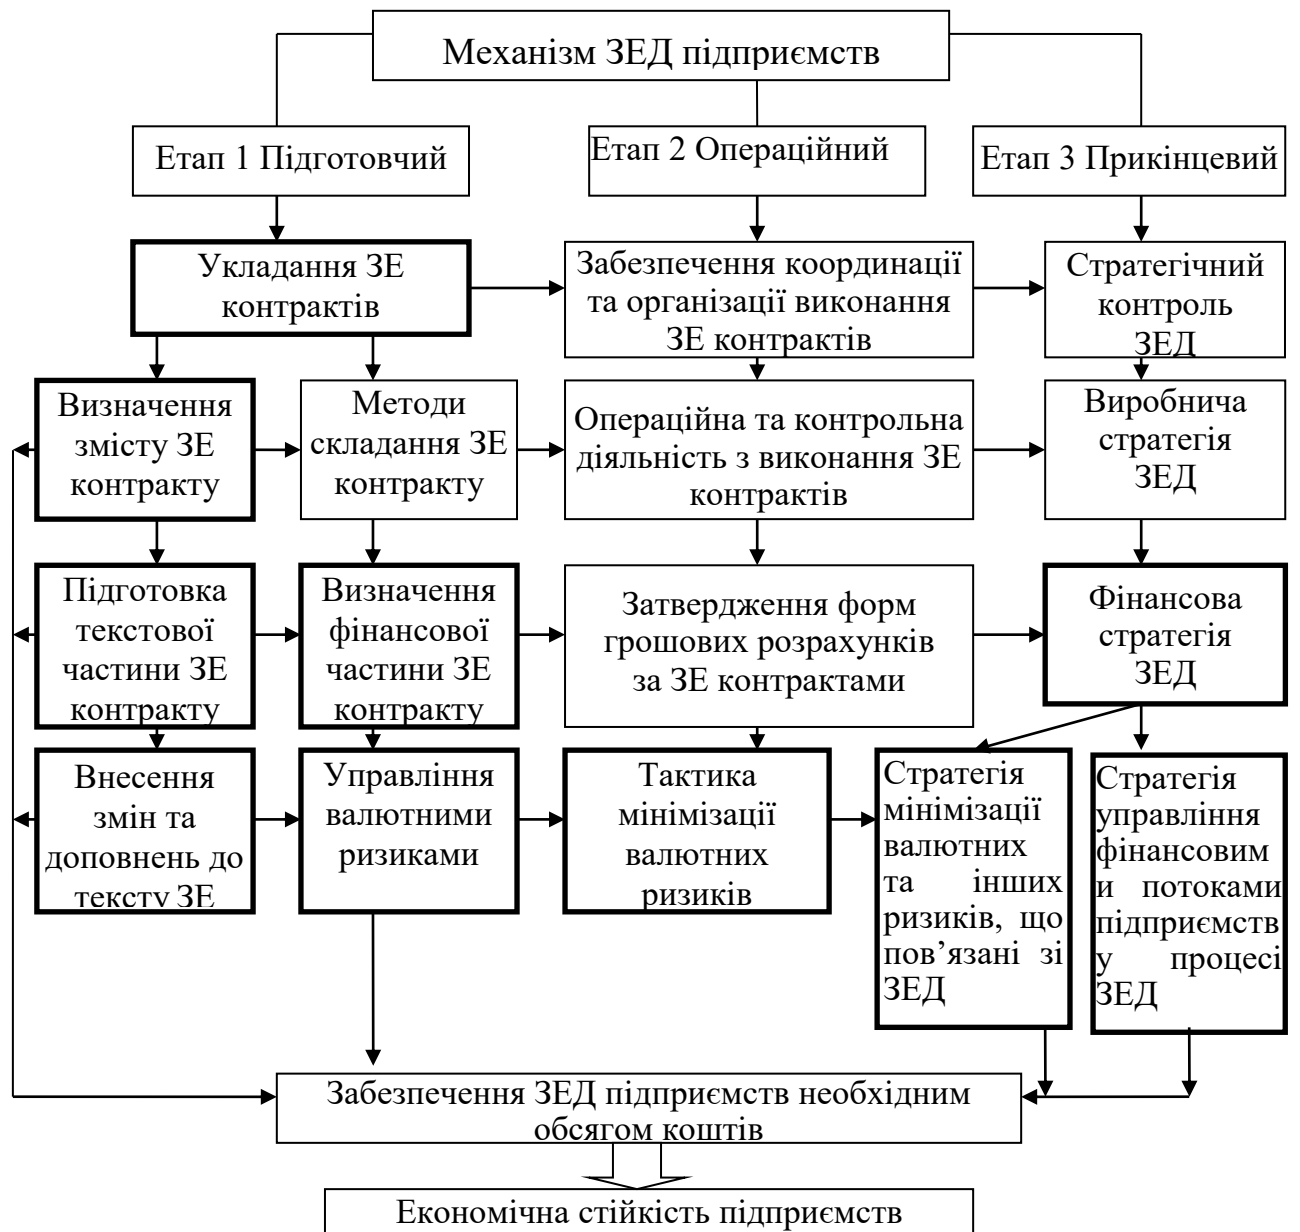 Механізм ЗЕД підприємств
Етап 1 Підготовчий
Етап 2 Операційний
Етап 3 Прикінцевий
Укладання ЗЕ
контрактів
Забезпечення координації
та організації виконання
ЗЕ контрактів
Стратегічний
контроль
ЗЕД
Визначення
змісту ЗЕ
контракту
Методи
складання ЗЕ
контракту
Операційна та контрольна
діяльність з виконання ЗЕ
контрактів
Виробнича
стратегія
ЗЕД
Підготовка
текстової
частини ЗЕ
контракту
Визначення
фінансової
частини ЗЕ
контракту
Затвердження форм
грошових розрахунків
за ЗЕ контрактами
Фінансова
стратегія
ЗЕД
Внесення
змін та
доповнень до
тексту ЗЕ
Управління
валютними
ризиками
Тактика
мінімізації
валютних
ризиків
Стратегія
мінімізації
валютних
та інших
ризиків, що
пов’язані зі
ЗЕД
Стратегія
управління
фінансовим
и потоками
підприємств
у процесі
ЗЕД
Забезпечення ЗЕД підприємств необхідним
обсягом коштів
Економічна стійкість підприємств